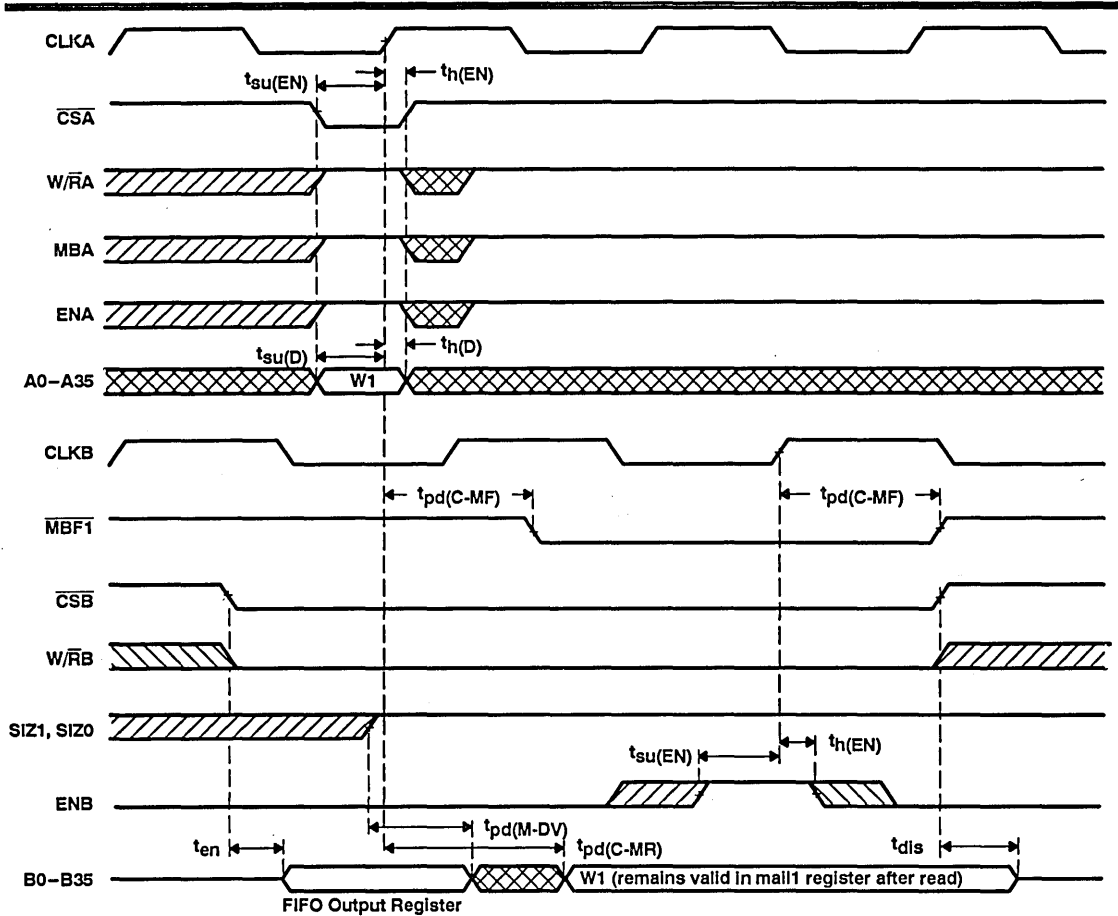 CLKA
tsu(EN)
th(EN)
CSA
W/RA
MBA
ENA
tsu(D)
th(D)
A0–A35
W1
CLKB
tpd(C-MF)
tpd(C-MF)
MBF1
CSB
W/RB
SIZ1, SIZ0
tsu(EN)
th(EN)
ENB
tpd(M-DV)
ten
tpd(C-MR)
tdis
B0–B35
W1 (remains valid in mail1 register after read)
FIFO Output Register